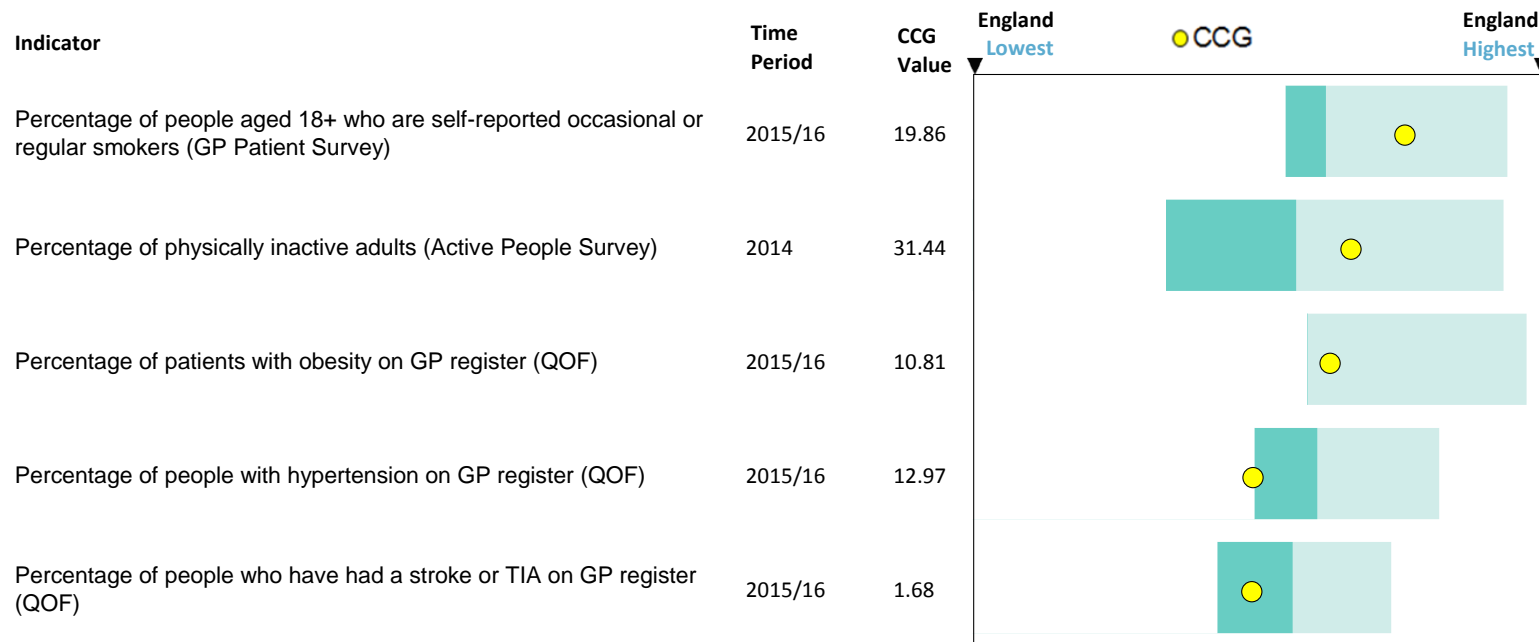 Indicator
Time
Period
CCG
Value
England
Lowest
CCG
England
Highest
Percentage of people aged 18+ who are self-reported occasional or
regular smokers (GP Patient Survey)
2015/16
19.86
Percentage of physically inactive adults (Active People Survey)
2014
31.44
Percentage of patients with obesity on GP register (QOF)
2015/16
10.81
Percentage of people with hypertension on GP register (QOF)
2015/16
12.97
Percentage of people who have had a stroke or TIA on GP register
(QOF)
2015/16
1.68